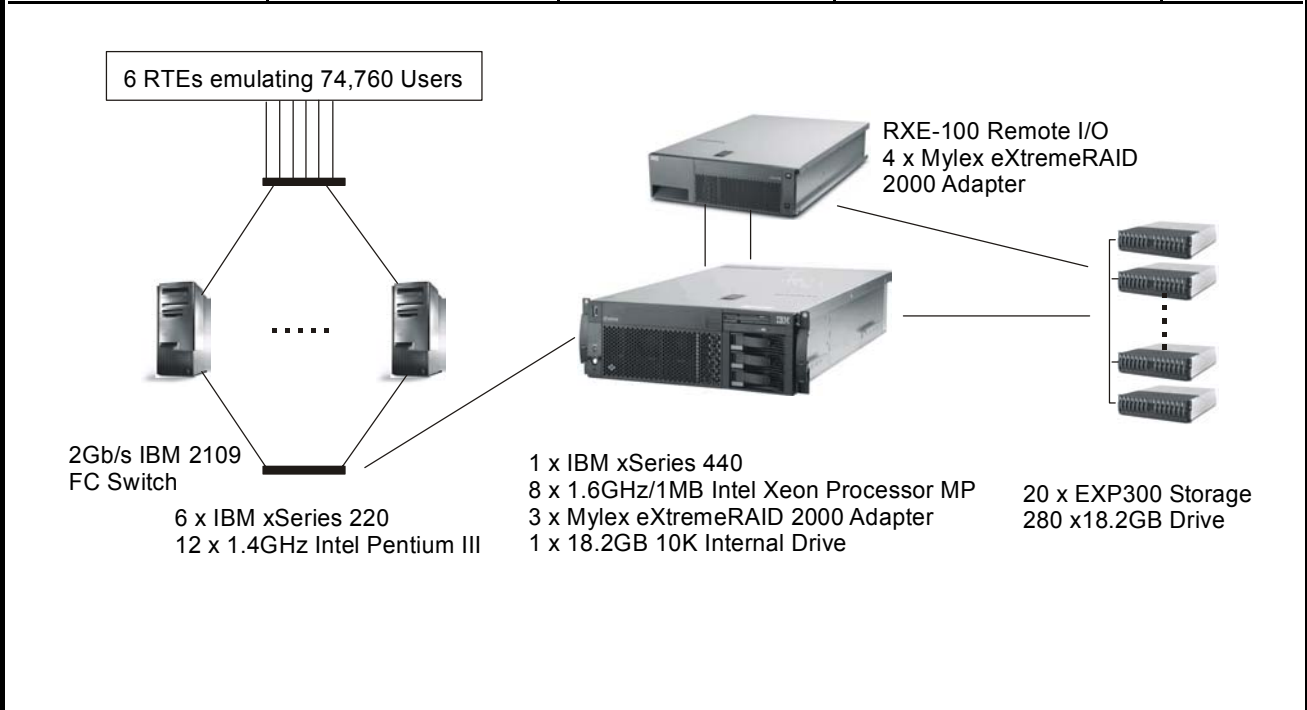 6 RTEs emulating 74,760 Users
RXE-100 Remote I/O
4 x Mylex eXtremeRAID
2000 Adapter
IBM
2Gb/s IBM 2109
FC Switch
6 x IBM xSeries 220
12 x 1.4GHz Intel Pentium III
1 x IBM xSeries 440
8 x 1.6GHz/1MB Intel Xeon Processor MP
3 x Mylex eXtremeRAID 2000 Adapter
1 x 18.2GB 10K Internal Drive
20 x EXP300 Storage
280 x18.2GB Drive